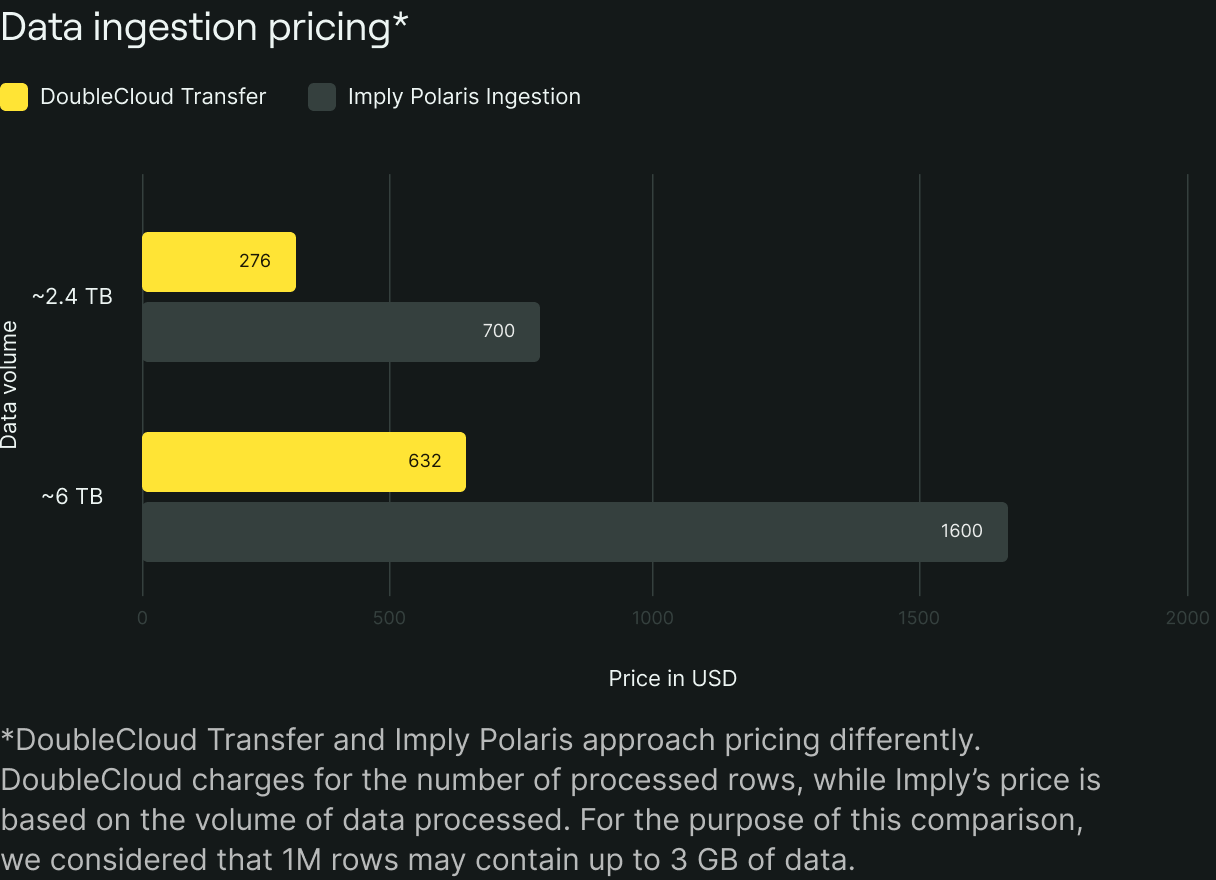 Data ingestion pricing*
DoubleCloud Transfer
Imply Polaris Ingestion
Data volume
~2.4 TB
276
700
~6 TB
632
1600
0
500
1000
1500
2000
Price in USD
*DoubleCloud Transfer and Imply Polaris approach pricing differently.
DoubleCloud charges for the number of processed rows, while Imply’s price is
based on the volume of data processed. For the purpose of this comparison,
we considered that 1M rows may contain up to 3 GB of data.